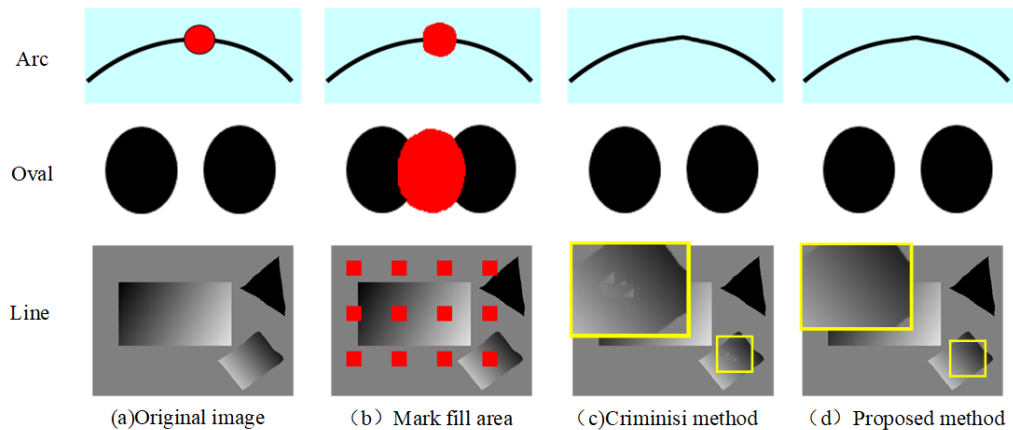 Arc
Oval
Line
(a)Original image （b）Mark fill area （c)Criminisi method （d）Proposed method